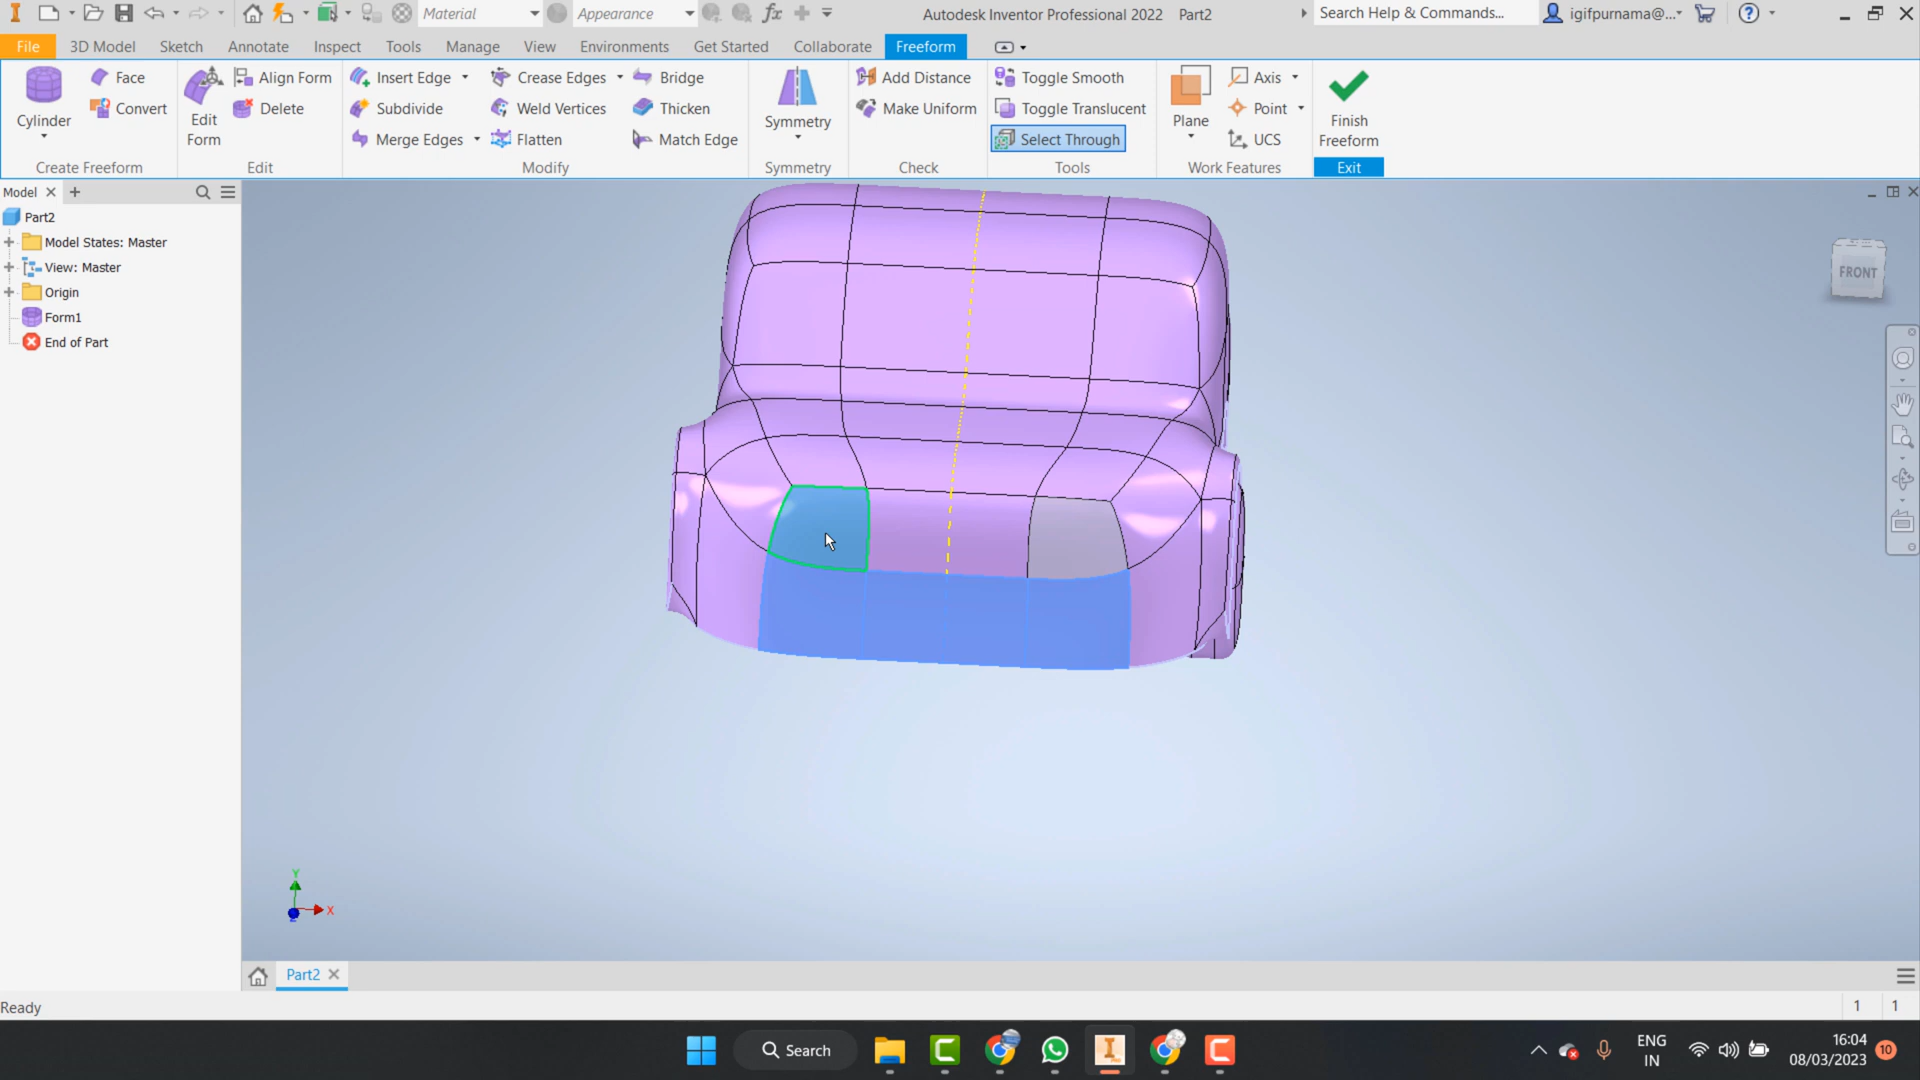 Material
Appearance
fx
Autodesk Inventor Professional 2022 Part2
Search Help & Commands...
igifpurnama@...
File 3D Model Sketch Annotate Inspect Tools Manage View Environments Get Started Collaborate Freeform
Cylinder
Face
Convert
Create Freeform
Edit Form
Align Form
Delete
Edit
Insert Edge
Subdivide
Merge Edges
Crease Edges
Weld Vertices
Flatten
Bridge
Thicken
Match Edge
Modify
Symmetry
Symmetry
Add Distance
Make Uniform
Check
Toggle Smooth
Toggle Translucent
Select Through
Tools
Plane
Axis
Point
UCS
Work Features
Finish Freeform
Exit
Model
Part2
Model States: Master
View: Master
Origin
Form1
End of Part
FRONT
Y
X
Z
Part2
Ready
1 1
Search
ENG
IN
16:04
08/03/2023
10